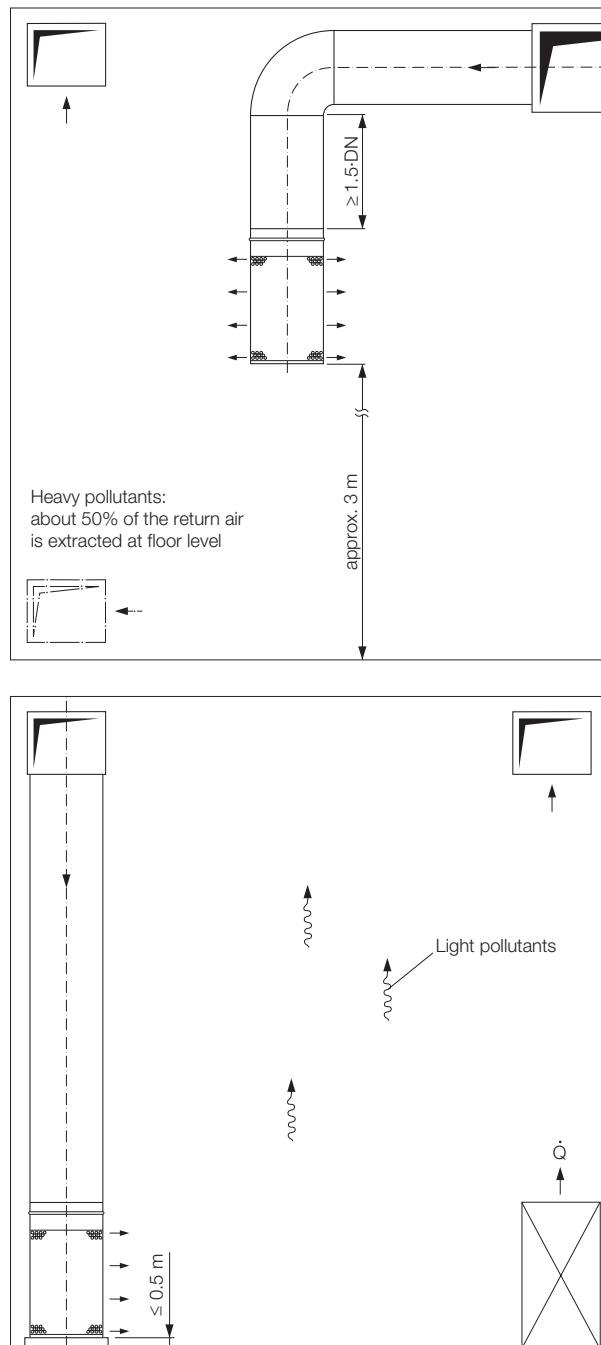 ≥ 1.5·DN
approx. 3 m
Heavy pollutants:
about 50% of the return air
is extracted at floor level
Light pollutants
Q̇
≤ 0.5 m